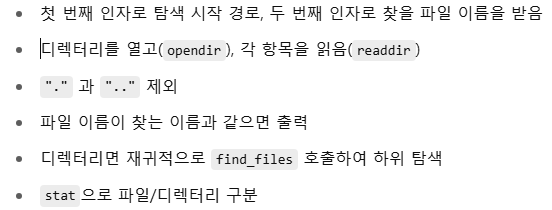 첫 번째 인자로 탐색 시작 경로, 두 번째 인자로 찾을 파일 이름을 받음
디렉터리를 열고(opendir), 각 항목을 읽음(readdir)
"." 과 ".." 제외
파일 이름이 찾는 이름과 같으면 출력
디렉터리면 재귀적으로 find_files 호출하여 하위 탐색
stat으로 파일/디렉터리 구분